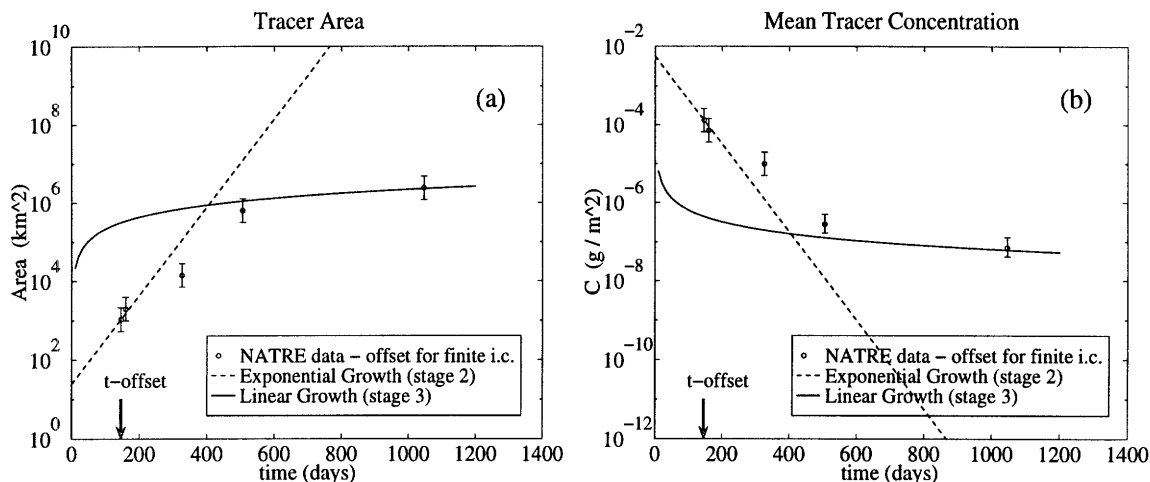 Tracer Area
10^10
10^8
10^6
10^4
10^2
10^0
Area (km^2)
(a)
NATRE data − offset for finite i.c.
Exponential Growth (stage 2)
Linear Growth (stage 3)
t−offset
0 200 400 600 800 1000 1200 1400
time (days)
Mean Tracer Concentration
10^−2
10^−4
10^−6
10^−8
10^−10
10^−12
C (g / m^2)
(b)
NATRE data − offset for finite i.c.
Exponential Growth (stage 2)
Linear Growth (stage 3)
t−offset
0 200 400 600 800 1000 1200 1400
time (days)